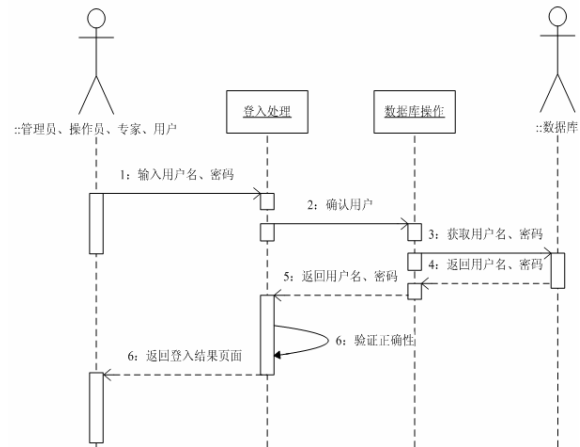 登入处理
数据库操作
::管理员、操作员、专家、用户
::数据库
1：输入用户名、密码
2：确认用户
3：获取用户名、密码
4：返回用户名、密码
5：返回用户名、密码
6：验证正确性
6：返回登入结果页面